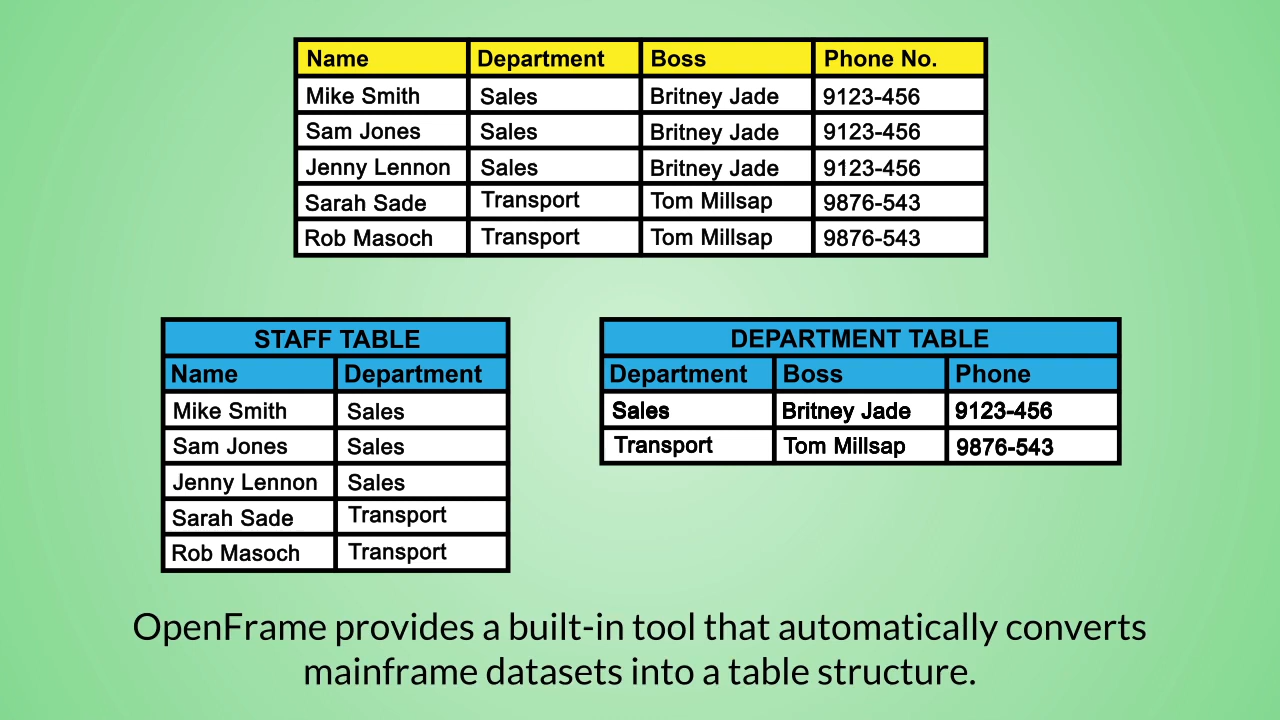 Name Department Boss Phone No.
Mike Smith Sales Britney Jade 9123-456
Sam Jones Sales Britney Jade 9123-456
Jenny Lennon Sales Britney Jade 9123-456
Sarah Sade Transport Tom Millsap 9876-543
Rob Masoch Transport Tom Millsap 9876-543
STAFF TABLE
Name Department
Mike Smith Sales
Sam Jones Sales
Jenny Lennon Sales
Sarah Sade Transport
Rob Masoch Transport
DEPARTMENT TABLE
Department Boss Phone
Sales Britney Jade 9123-456
Transport Tom Millsap 9876-543
OpenFrame provides a built-in tool that automatically converts
mainframe datasets into a table structure.